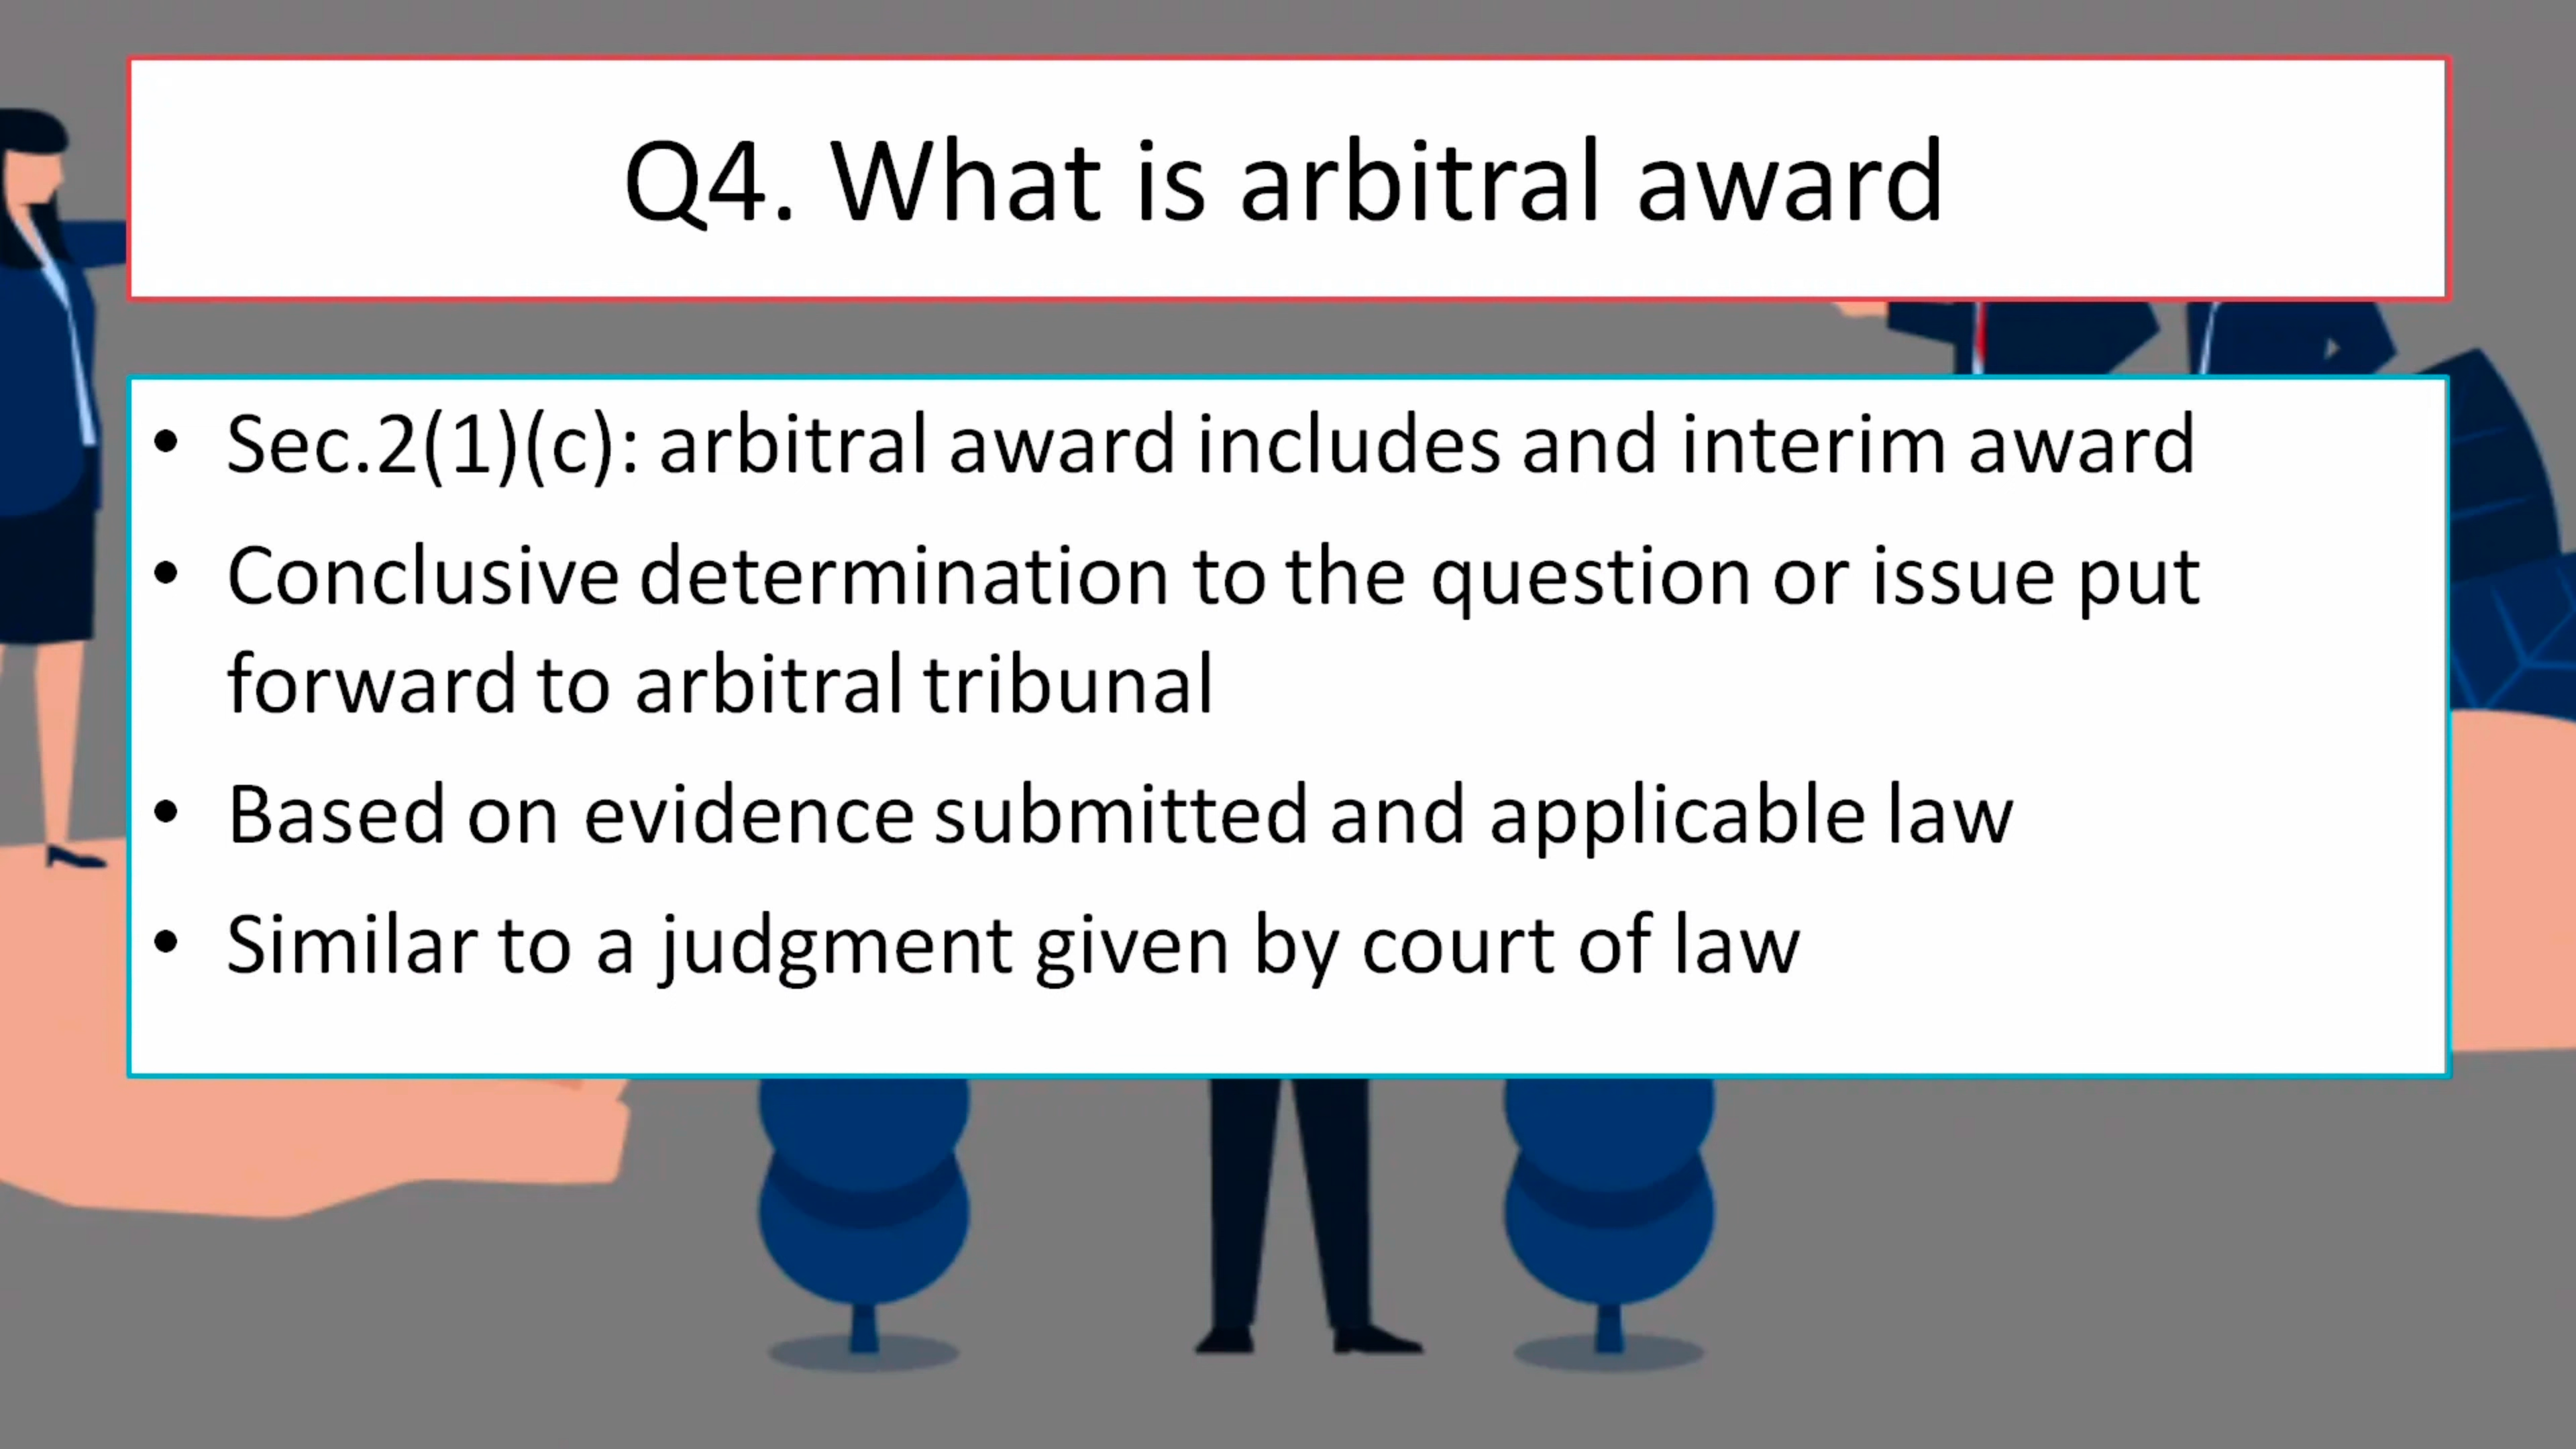 Q4. What is arbitral award
• Sec.2(1)(c): arbitral award includes and interim award
• Conclusive determination to the question or issue put
forward to arbitral tribunal
• Based on evidence submitted and applicable law
• Similar to a judgment given by court of law